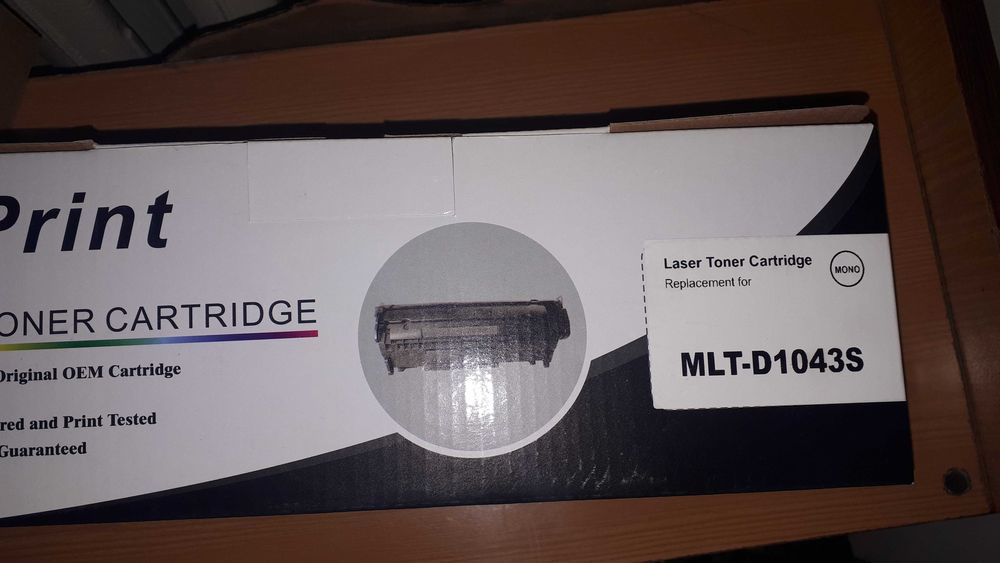 Print
ONER CARTRIDGE
Original OEM Cartridge
red and Print Tested
Guaranteed
Laser Toner Cartridge
MONO
Replacement for
MLT-D1043S